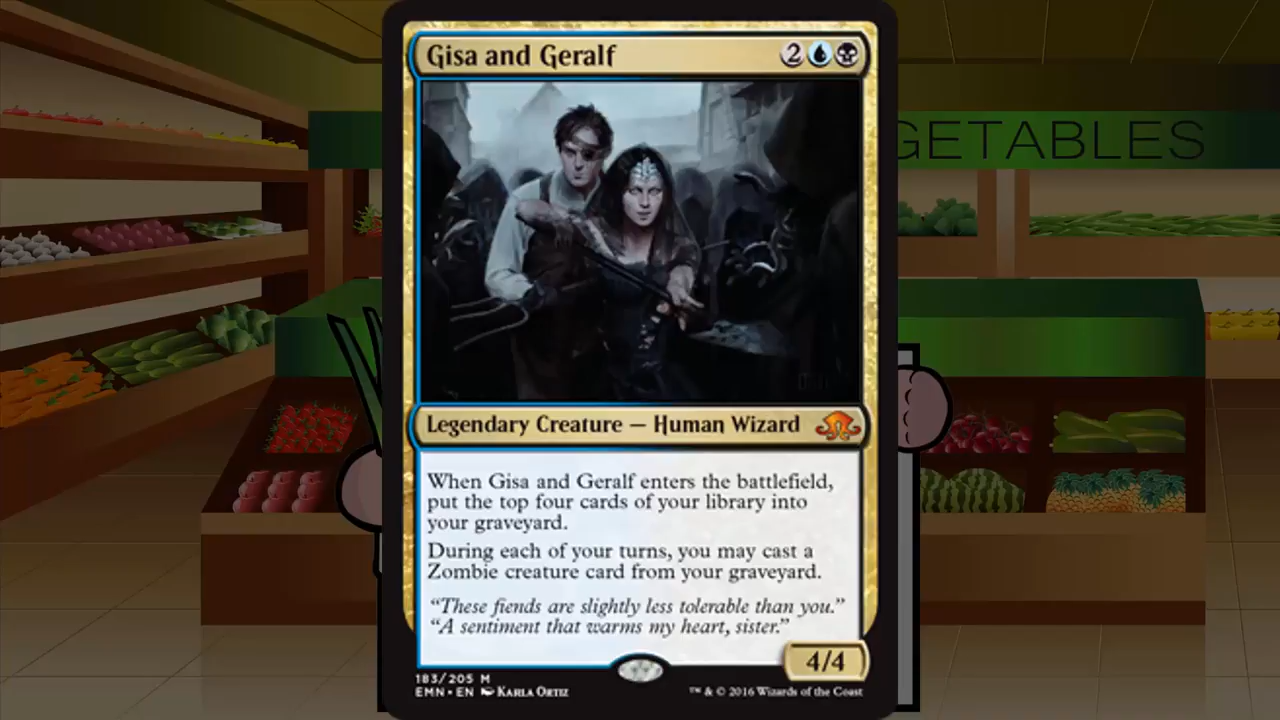 Gisa and Geralf
2
GETABLES
Legendary Creature — Human Wizard
When Gisa and Geralf enters the battlefield,
put the top four cards of your library into
your graveyard.
During each of your turns, you may cast a
Zombie creature card from your graveyard.
“These fiends are slightly less tolerable than you.”
“A sentiment that warms my heart, sister.”
4/4
183/205 M
EMN • EN KARLA ORTIZ
™ & © 2016 Wizards of the Coast